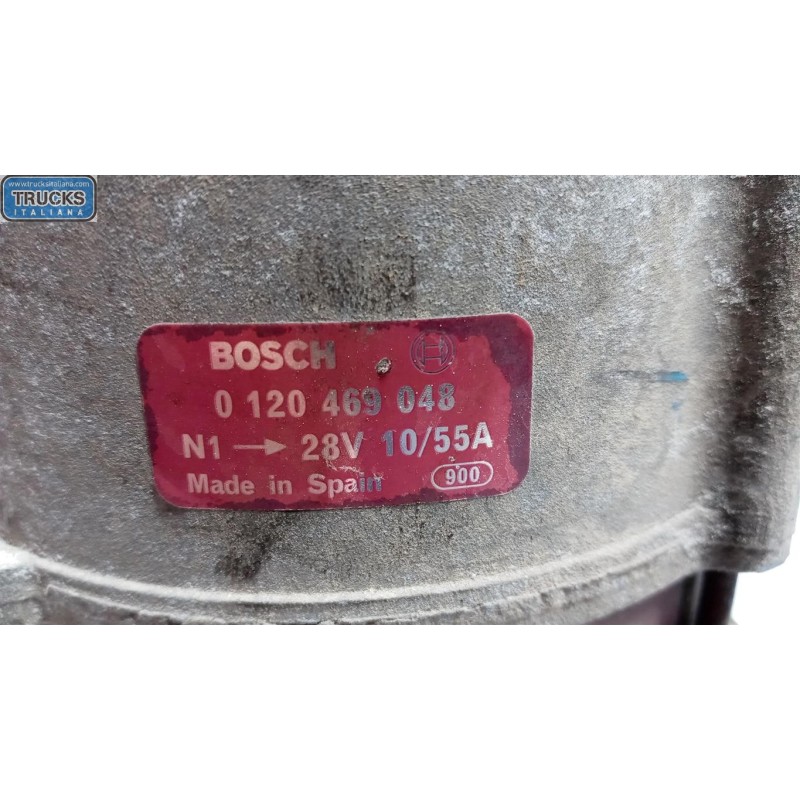 www.trucksitaliana.com
TRUCKS
ITALIANA
BOSCH
0 120 469 048
N1 → 28V 10/55A
Made in Spain 900